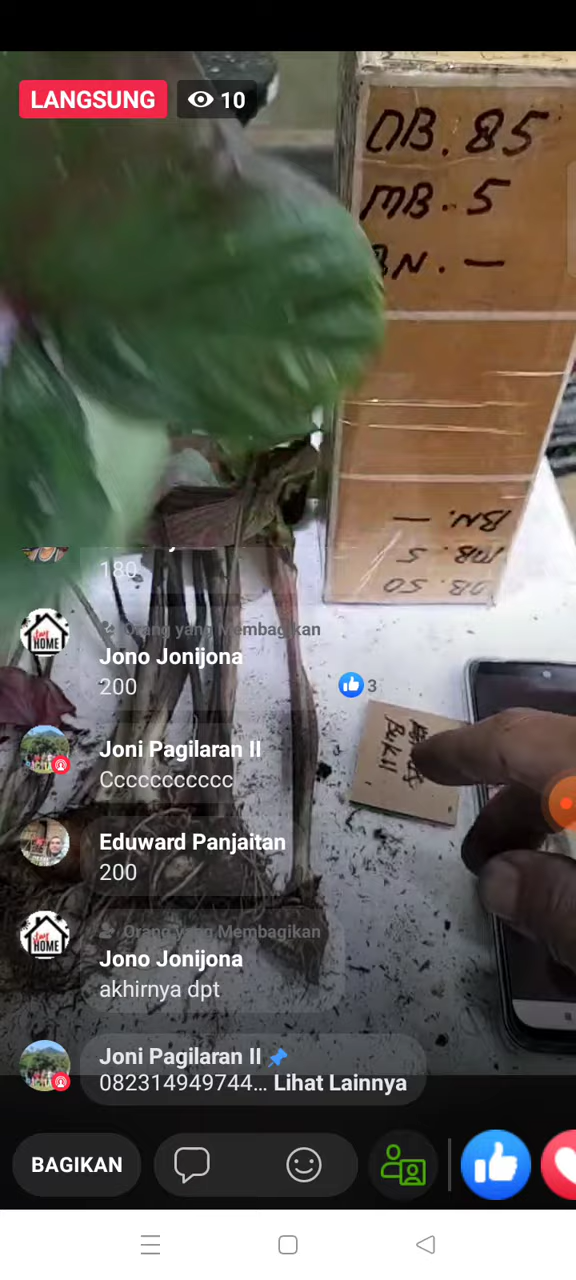 LANGSUNG
10
OB. 85
MB. 5
BN. —
BN. —
MB. 5
OB. 50
180
Orang yang Membagikan
Jono Jonijona
200
3
Joni Pagilaran II
Ccccccccccc
Eduward Panjaitan
200
Orang yang Membagikan
Jono Jonijona
akhirnya dpt
Joni Pagilaran II
082314949744... Lihat Lainnya
BAGIKAN
HOME
HOME